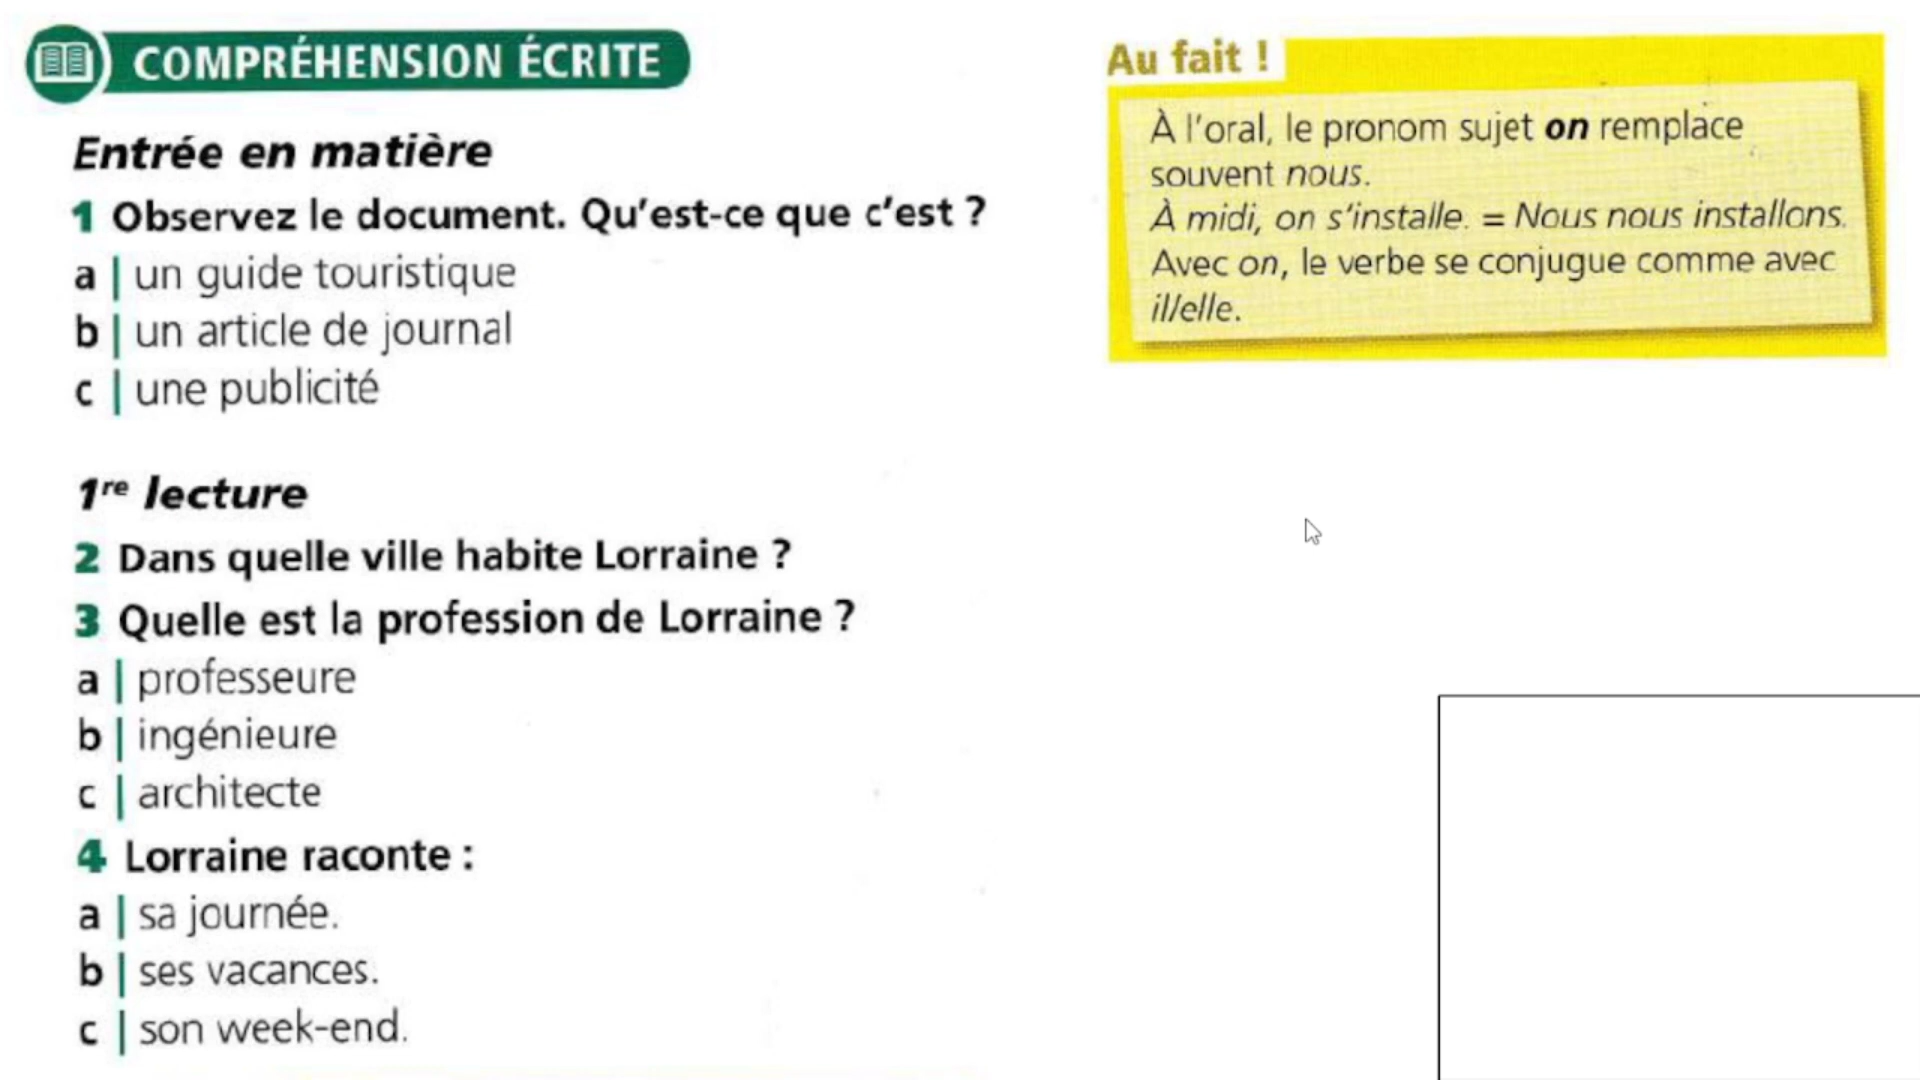 COMPRÉHENSION ÉCRITE
Entrée en matière
1 Observez le document. Qu'est-ce que c'est ?
a | un guide touristique
b | un article de journal
c | une publicité
1re lecture
2 Dans quelle ville habite Lorraine ?
3 Quelle est la profession de Lorraine ?
a | professeure
b | ingénieure
c | architecte
4 Lorraine raconte :
a | sa journée.
b | ses vacances.
c | son week-end.
Au fait !
À l'oral, le pronom sujet on remplace
souvent nous.
À midi, on s'installe. = Nous nous installons.
Avec on, le verbe se conjugue comme avec
il/elle.